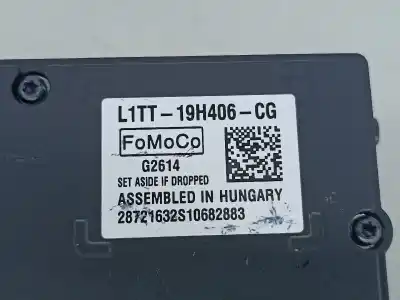 L1TT-19H406-CG
FoMoCo
G2614
SET ASIDE IF DROPPED
ASSEMBLED IN HUNGARY
28721632S10682883